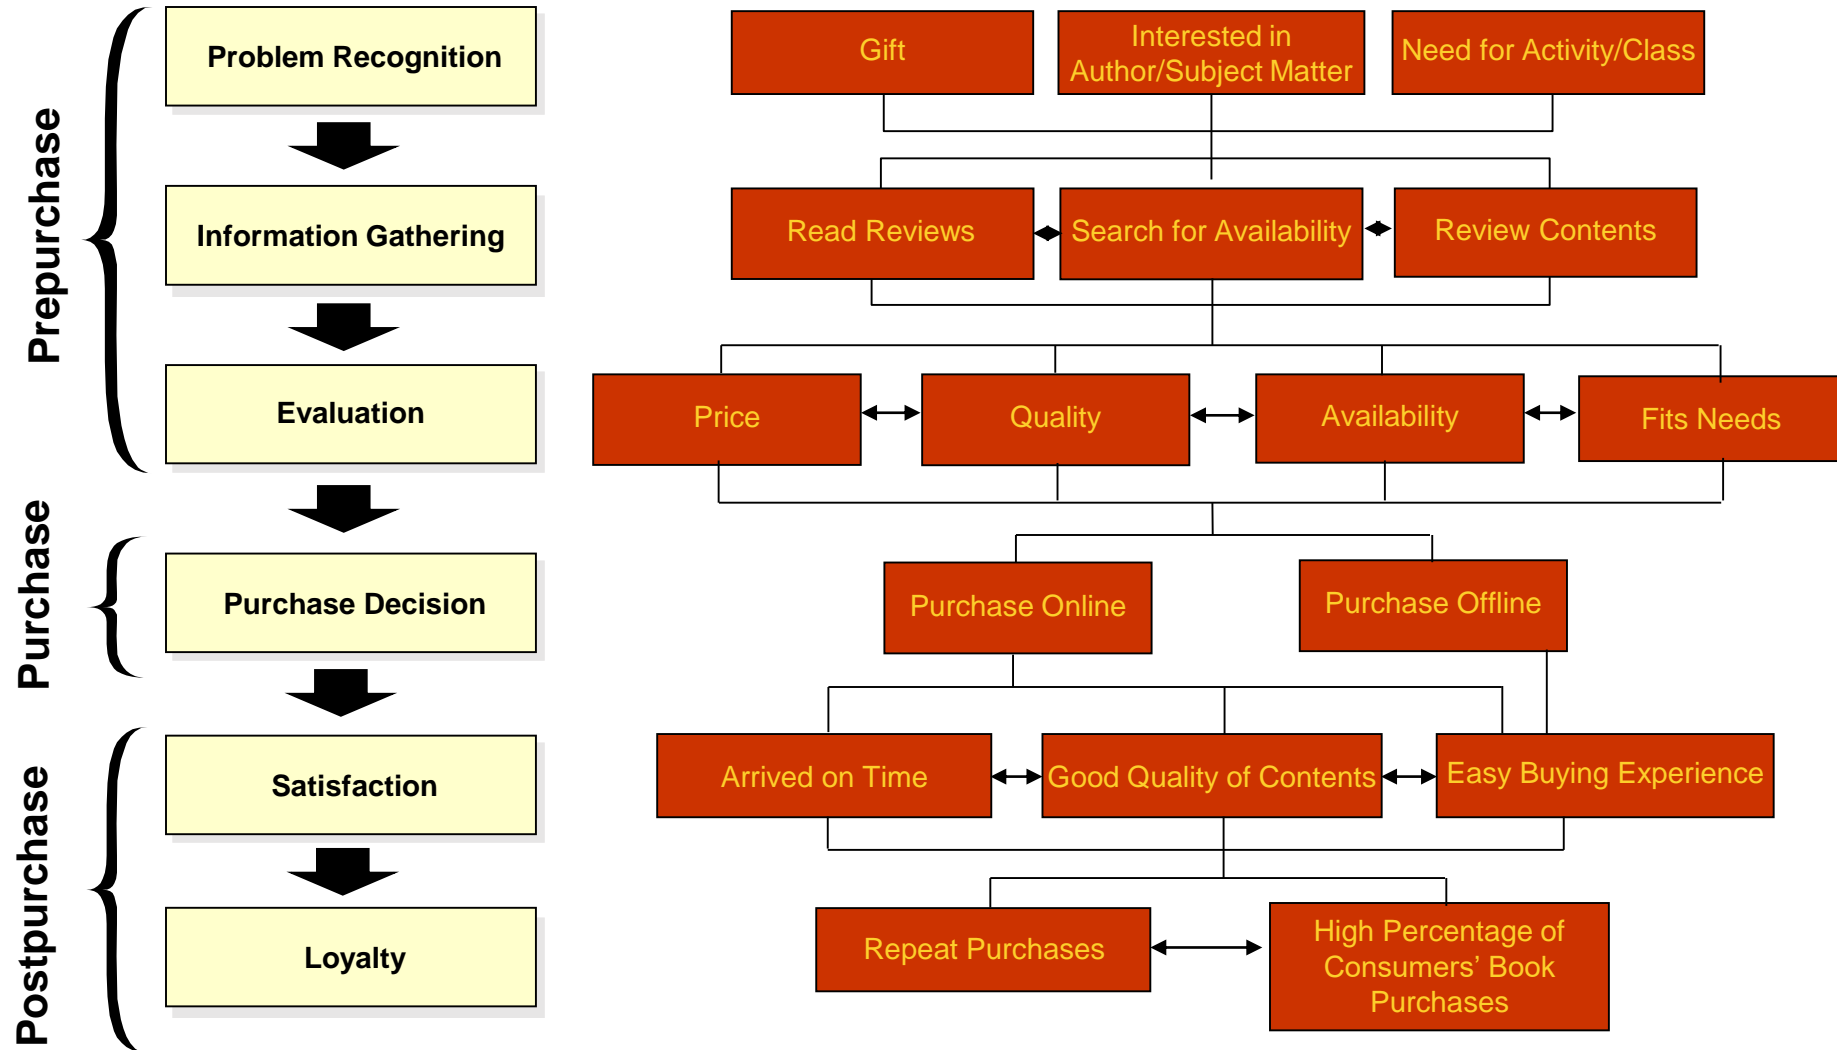 Prepurchase
Problem Recognition
Gift
Interested in
Author/Subject Matter
Need for Activity/Class
Information Gathering
Read Reviews
Search for Availability
Review Contents
Evaluation
Price
Quality
Availability
Fits Needs
Purchase
Purchase Decision
Purchase Online
Purchase Offline
Postpurchase
Satisfaction
Arrived on Time
Good Quality of Contents
Easy Buying Experience
Loyalty
Repeat Purchases
High Percentage of
Consumers’ Book
Purchases